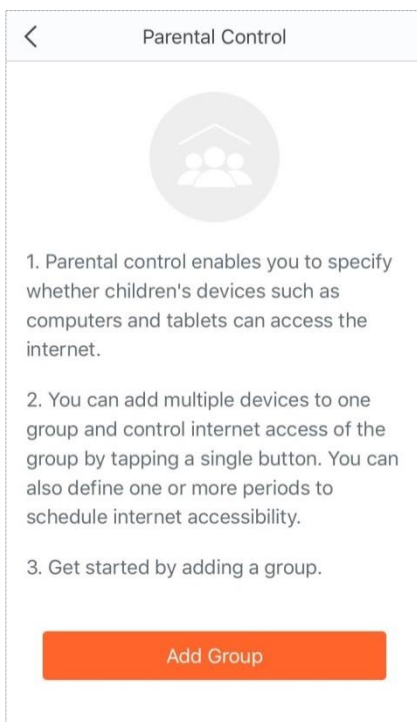 Parental Control
1. Parental control enables you to specify
whether children's devices such as
computers and tablets can access the
internet.
2. You can add multiple devices to one
group and control internet access of the
group by tapping a single button. You can
also define one or more periods to
schedule internet accessibility.
3. Get started by adding a group.
Add Group